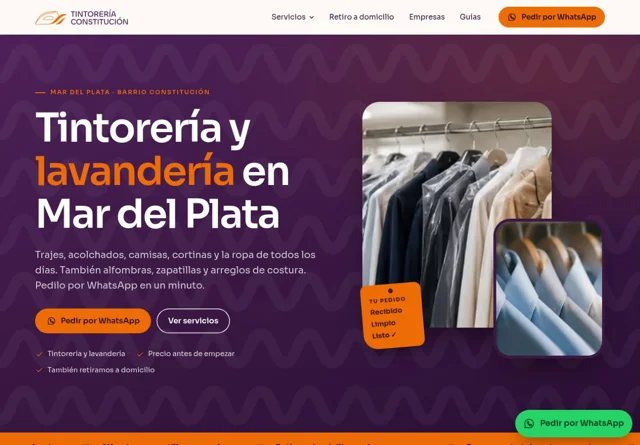 TINTORERÍA
CONSTITUCIÓN
Servicios
Retiro a domicilio
Empresas
Guías
Pedir por WhatsApp
MAR DEL PLATA · BARRIO CONSTITUCIÓN
Tintorería y
lavandería en
Mar del Plata
Trajes, acolchados, camisas, cortinas y la ropa de todos los
días. También alfombras, zapatillas y arreglos de costura.
Pedilo por WhatsApp en un minuto.
Pedir por WhatsApp
Ver servicios
Tintorería y lavandería
Precio antes de empezar
También retiramos a domicilio
TU PEDIDO
Recibido
Limpio
Listo ✓
Pedir por WhatsApp